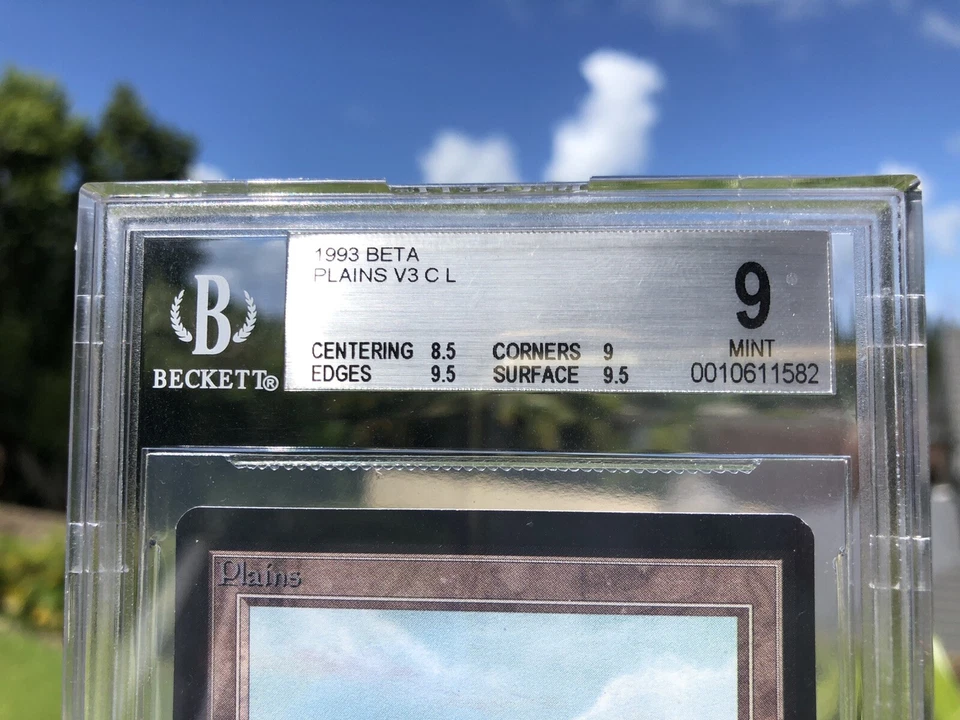 1993 BETA
PLAINS V3 C L
B
BECKETT®
9
MINT
CENTERING 8.5 CORNERS 9
EDGES 9.5 SURFACE 9.5
0010611582
Plains